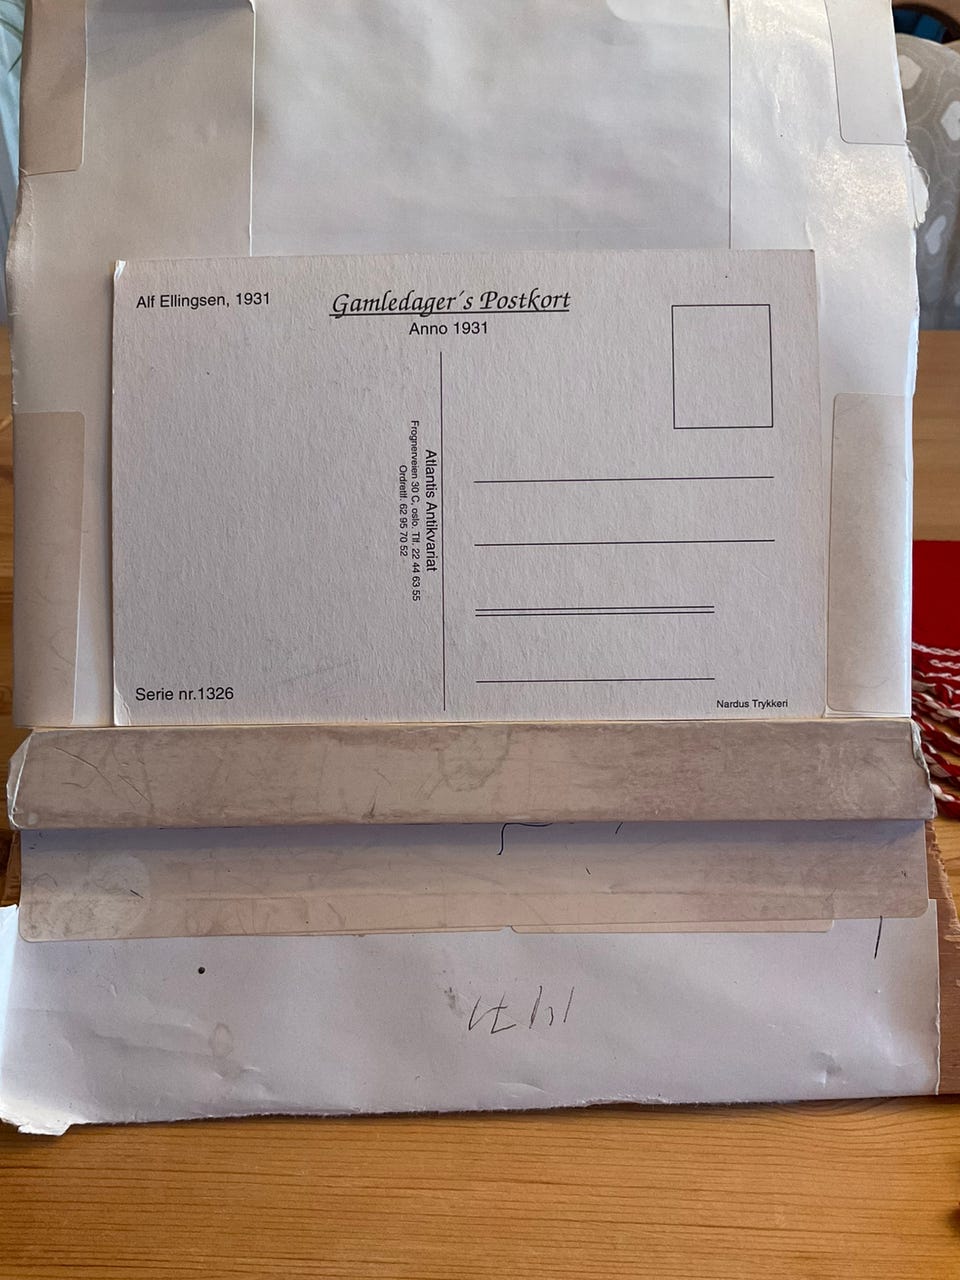 Alf Ellingsen, 1931
Gamledager´s Postkort
Anno 1931
Atlantis Antikvariat
Frognerveien 30 C, oslo. Tlf. 22 44 63 55
Ordretlf. 62 95 70 52
Serie nr.1326
Nardus Trykkeri